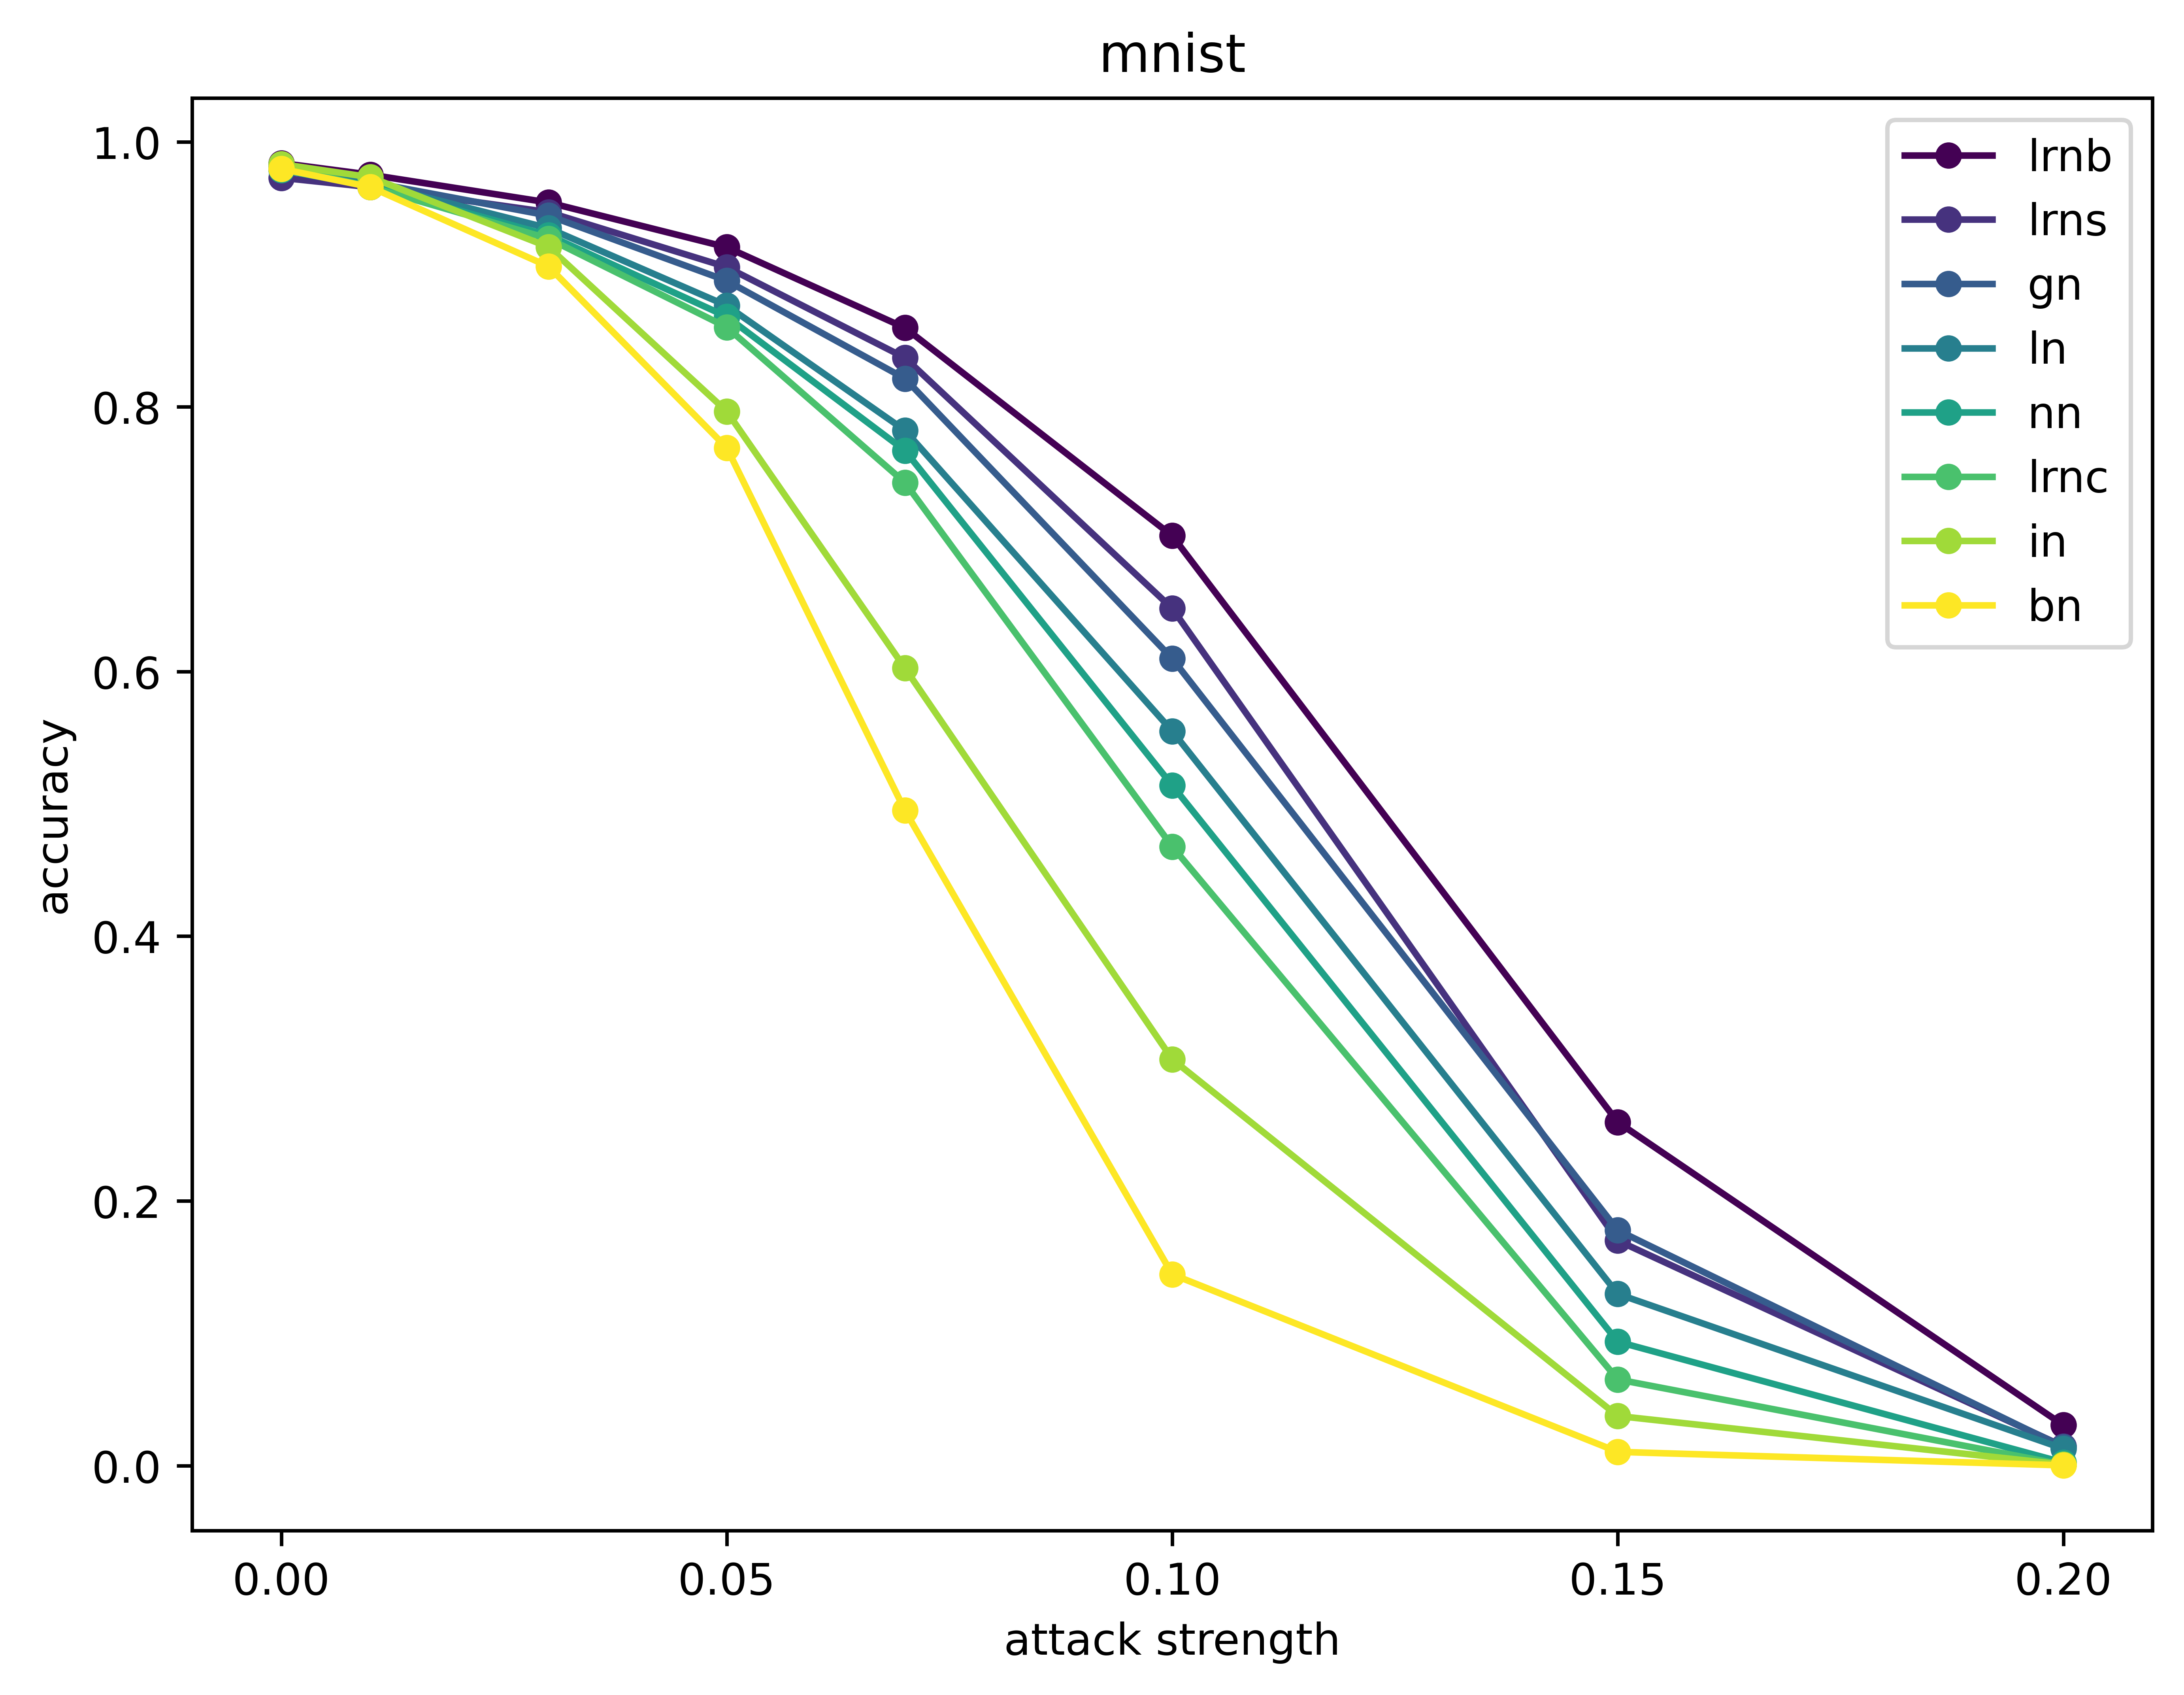 mnist
1.0
0.8
0.6
0.4
0.2
0.0
accuracy
0.00 0.05 0.10 0.15 0.20
attack strength
lrnb
lrns
gn
ln
nn
lrnc
in
bn